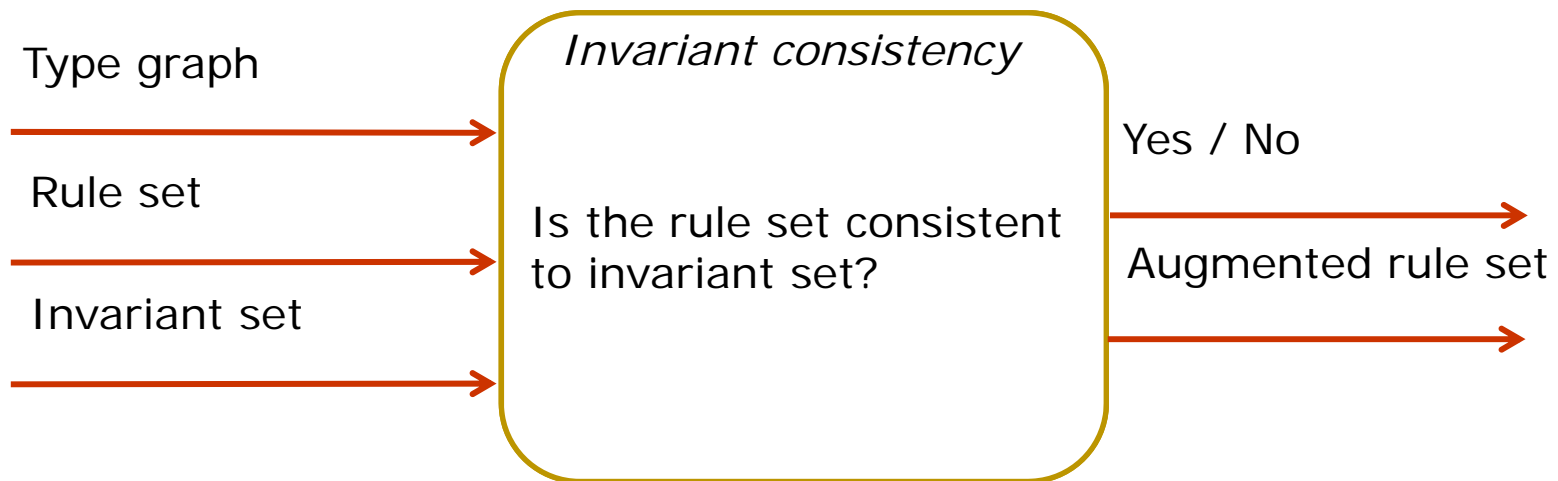 Type graph
Rule set
Invariant set
Invariant consistency
Is the rule set consistent
to invariant set?
Yes / No
Augmented rule set